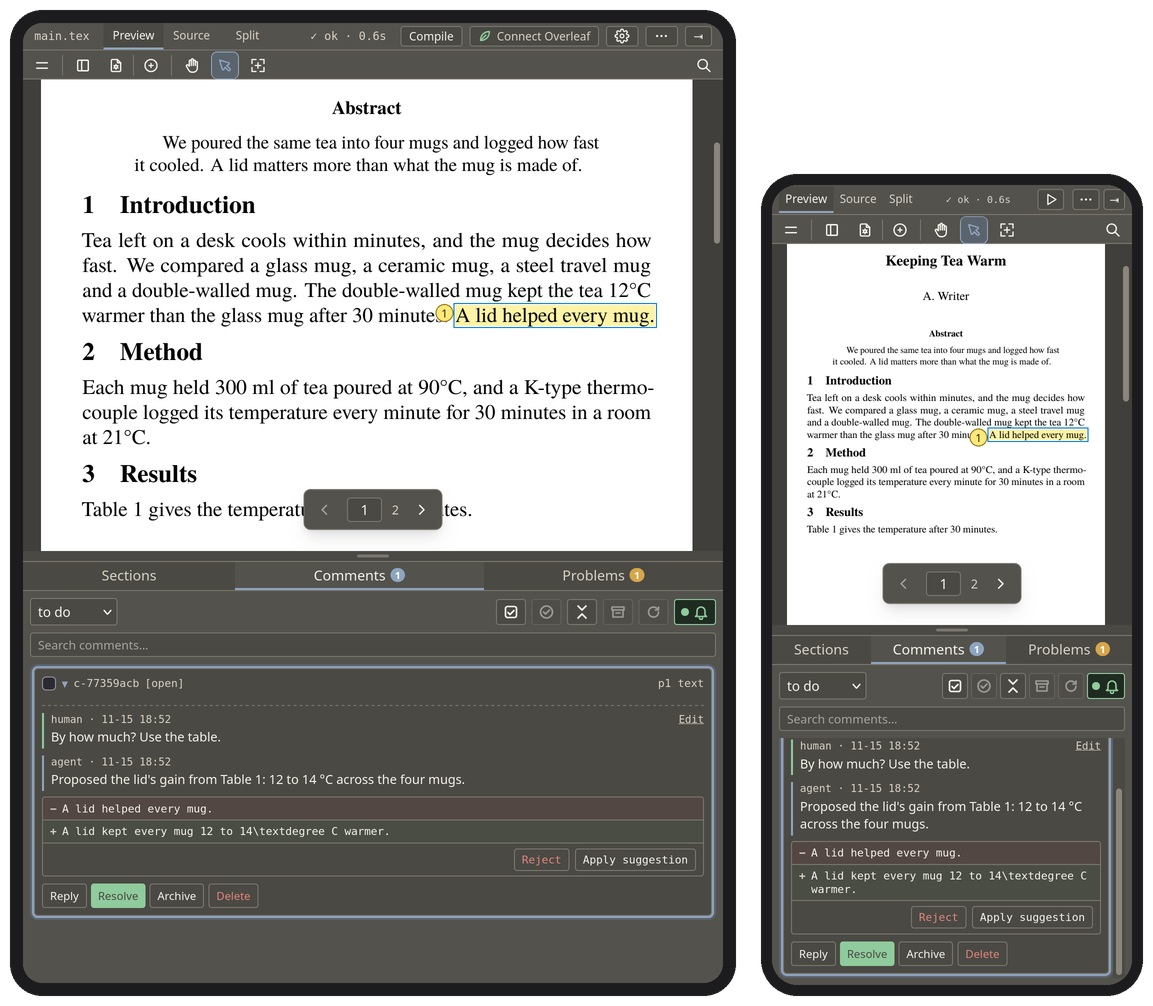 main.tex Preview Source Split ✓ ok · 0.6s Compile Connect Overleaf
Abstract
We poured the same tea into four mugs and logged how fast
it cooled. A lid matters more than what the mug is made of.
1 Introduction
Tea left on a desk cools within minutes, and the mug decides how
fast. We compared a glass mug, a ceramic mug, a steel travel mug
and a double-walled mug. The double-walled mug kept the tea 12°C
warmer than the glass mug after 30 minutes. 1 A lid helped every mug.
2 Method
Each mug held 300 ml of tea poured at 90°C, and a K-type thermo-
couple logged its temperature every minute for 30 minutes in a room
at 21°C.
3 Results
Table 1 gives the temperatu tes.
1 2
Sections Comments 1 Problems 1
to do
Search comments...
c-77359acb [open] p1 text
human · 11-15 18:52 Edit
By how much? Use the table.
agent · 11-15 18:52
Proposed the lid's gain from Table 1: 12 to 14 °C across the four mugs.
− A lid helped every mug.
+ A lid kept every mug 12 to 14\textdegree C warmer.
Reject Apply suggestion
Reply Resolve Archive Delete
Preview Source Split ✓ ok · 0.6s
Keeping Tea Warm
A. Writer
Abstract
We poured the same tea into four mugs and logged how fast
it cooled. A lid matters more than what the mug is made of.
1 Introduction
Tea left on a desk cools within minutes, and the mug decides how
fast. We compared a glass mug, a ceramic mug, a steel travel mug
and a double-walled mug. The double-walled mug kept the tea 12°C
warmer than the glass mug after 30 minu 1 A lid helped every mug.
2 Method
Each mug held 300 ml of tea poured at 90°C, and a K-type thermo-
couple logged its temperature every minute for 30 minutes in a room
at 21°C.
3 Results
Table 1 gives the temperature after 30 minutes.
1 2
Sections Comments 1 Problems 1
to do
Search comments...
human · 11-15 18:52 Edit
By how much? Use the table.
agent · 11-15 18:52
Proposed the lid's gain from Table 1: 12 to 14 °C
across the four mugs.
− A lid helped every mug.
+ A lid kept every mug 12 to 14\textdegree C
warmer.
Reject Apply suggestion
Reply Resolve Archive Delete